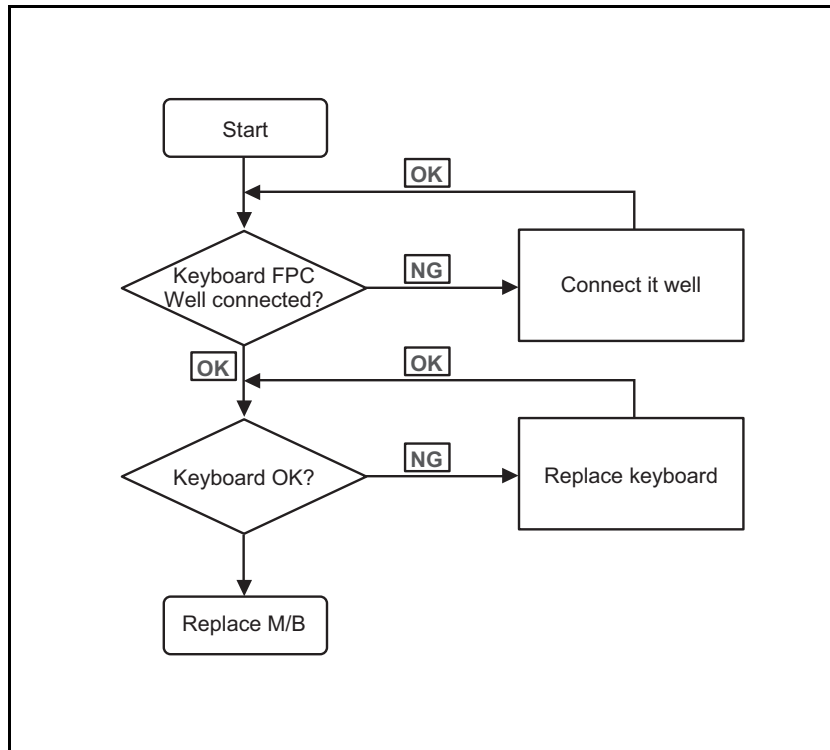 Start
OK
Keyboard FPC
Well connected?
NG
Connect it well
OK
OK
Keyboard OK?
NG
Replace keyboard
Replace M/B